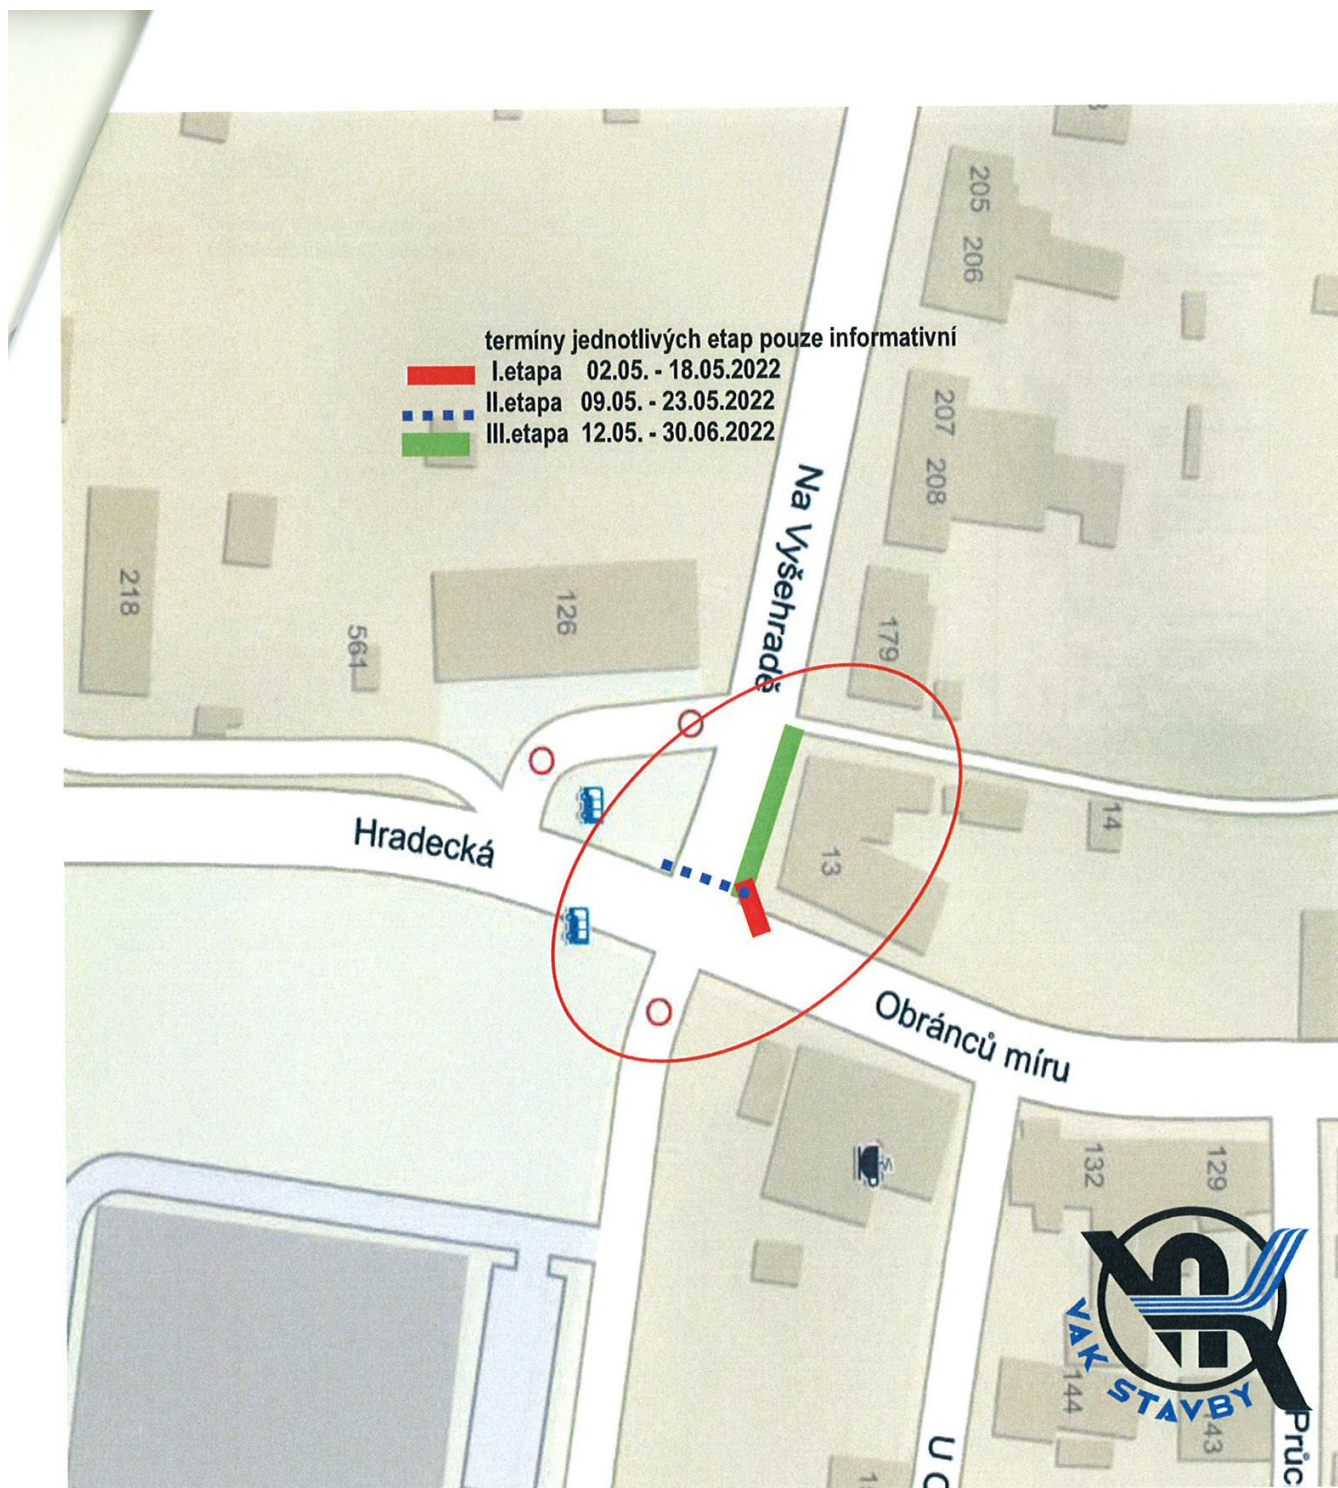 205
206
termíny jednotlivých etap pouze informativní
I.etapa 02.05. - 18.05.2022
II.etapa 09.05. - 23.05.2022
III.etapa 12.05. - 30.06.2022
207
208
Na Vyšehradě
218
564
126
179
14
13
Hradecká
Obránců míru
132
129
144
VAK STAVBY
U